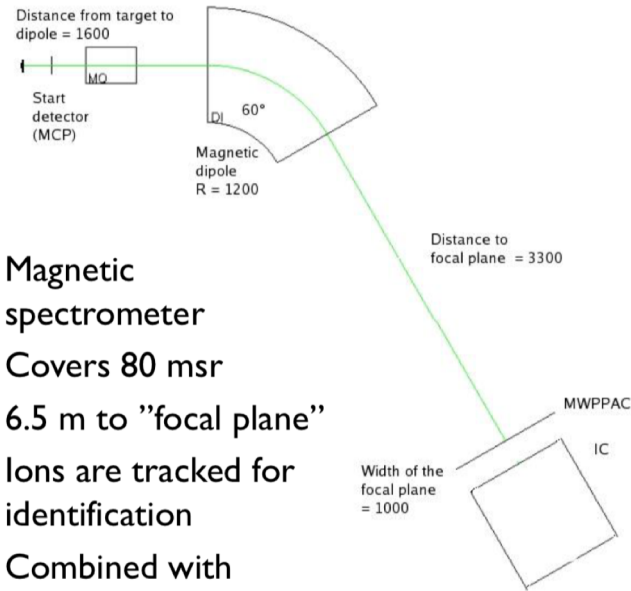 Distance from target to
dipole = 1600
MQ
Start
detector
(MCP)
DI
60°
Magnetic
dipole
R = 1200
Distance to
focal plane = 3300
Magnetic
spectrometer
Covers 80 msr
6.5 m to ”focal plane”
Ions are tracked for
identification
Combined with
MWPPAC
IC
Width of the
focal plane
= 1000